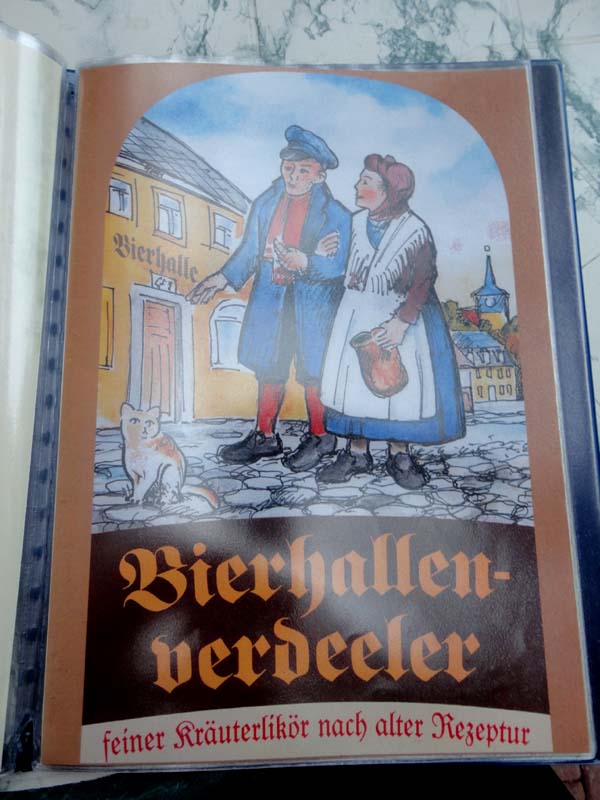 Bierhalle
Bierhallen-
verdeeler
feiner Kräuterlikör nach alter Rezeptur